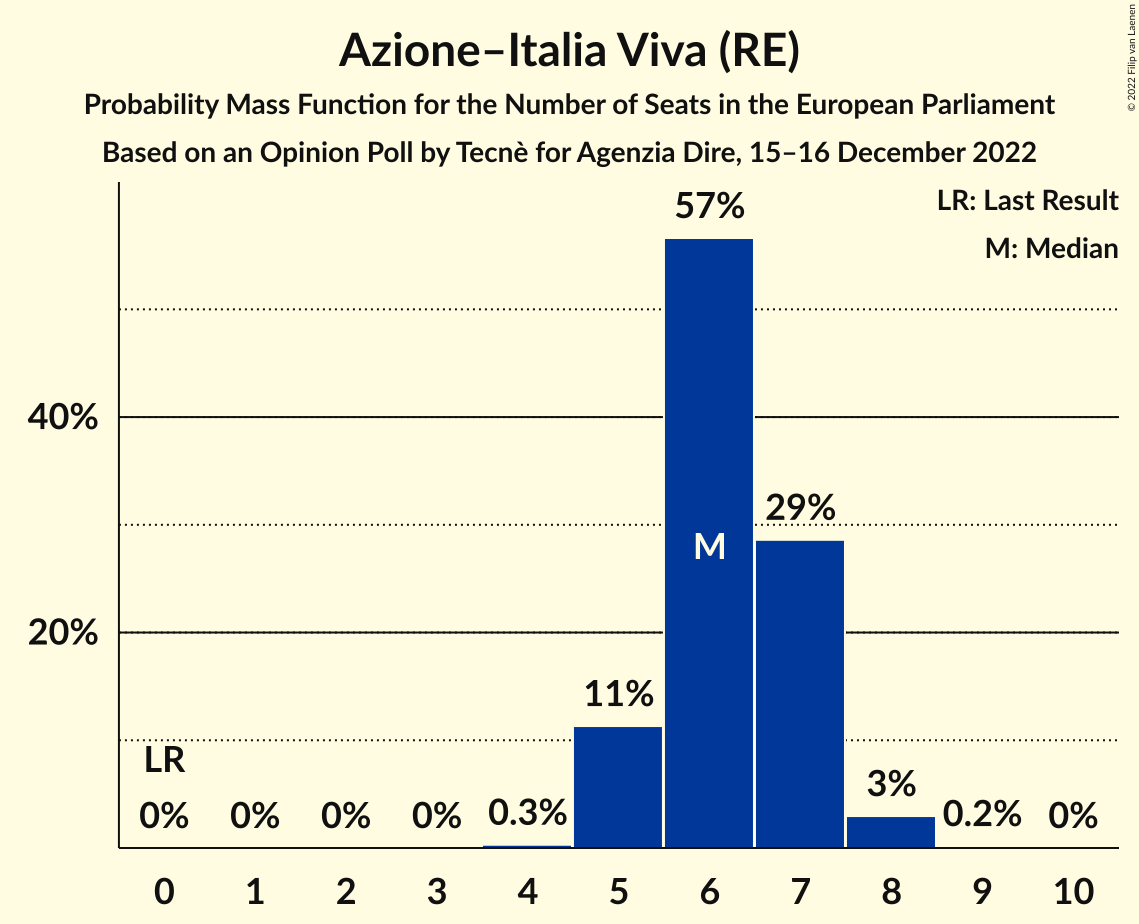 Azione–Italia Viva (RE)
Probability Mass Function for the Number of Seats in the European Parliament
Based on an Opinion Poll by Tecnè for Agenzia Dire, 15–16 December 2022
© 2022 Filip van Laenen
LR: Last Result
M: Median
57%
40%
29%
M
20%
11%
LR
0% 0% 0% 0% 0.3% 3% 0.2% 0%
0 1 2 3 4 5 6 7 8 9 10